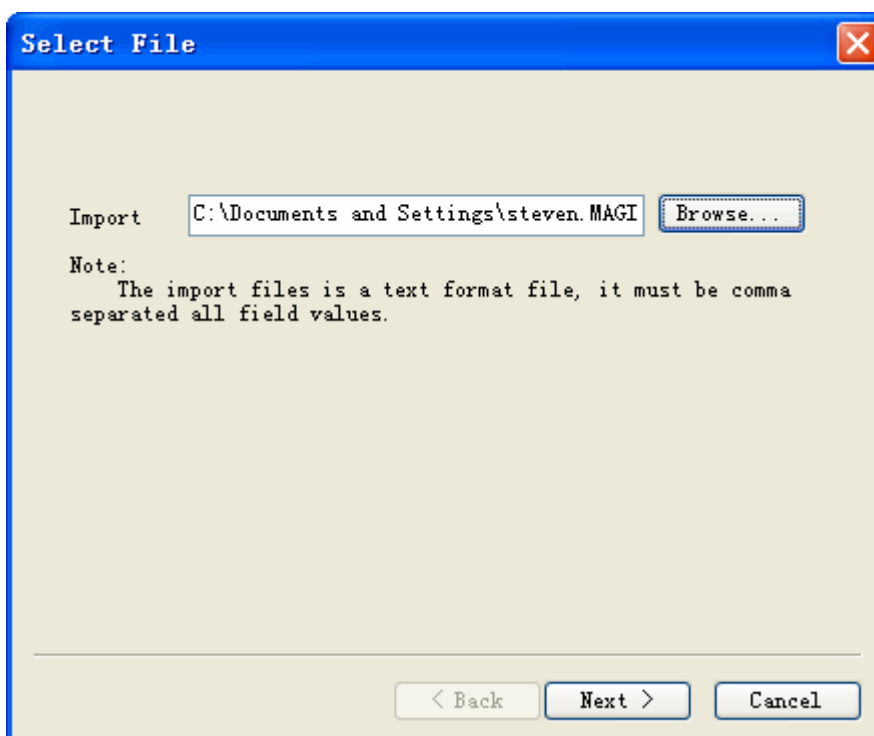 Select File
Import C:\Documents and Settings\steven.MAGI Browse...
Note:
The import files is a text format file, it must be comma
separated all field values.
< Back Next > Cancel